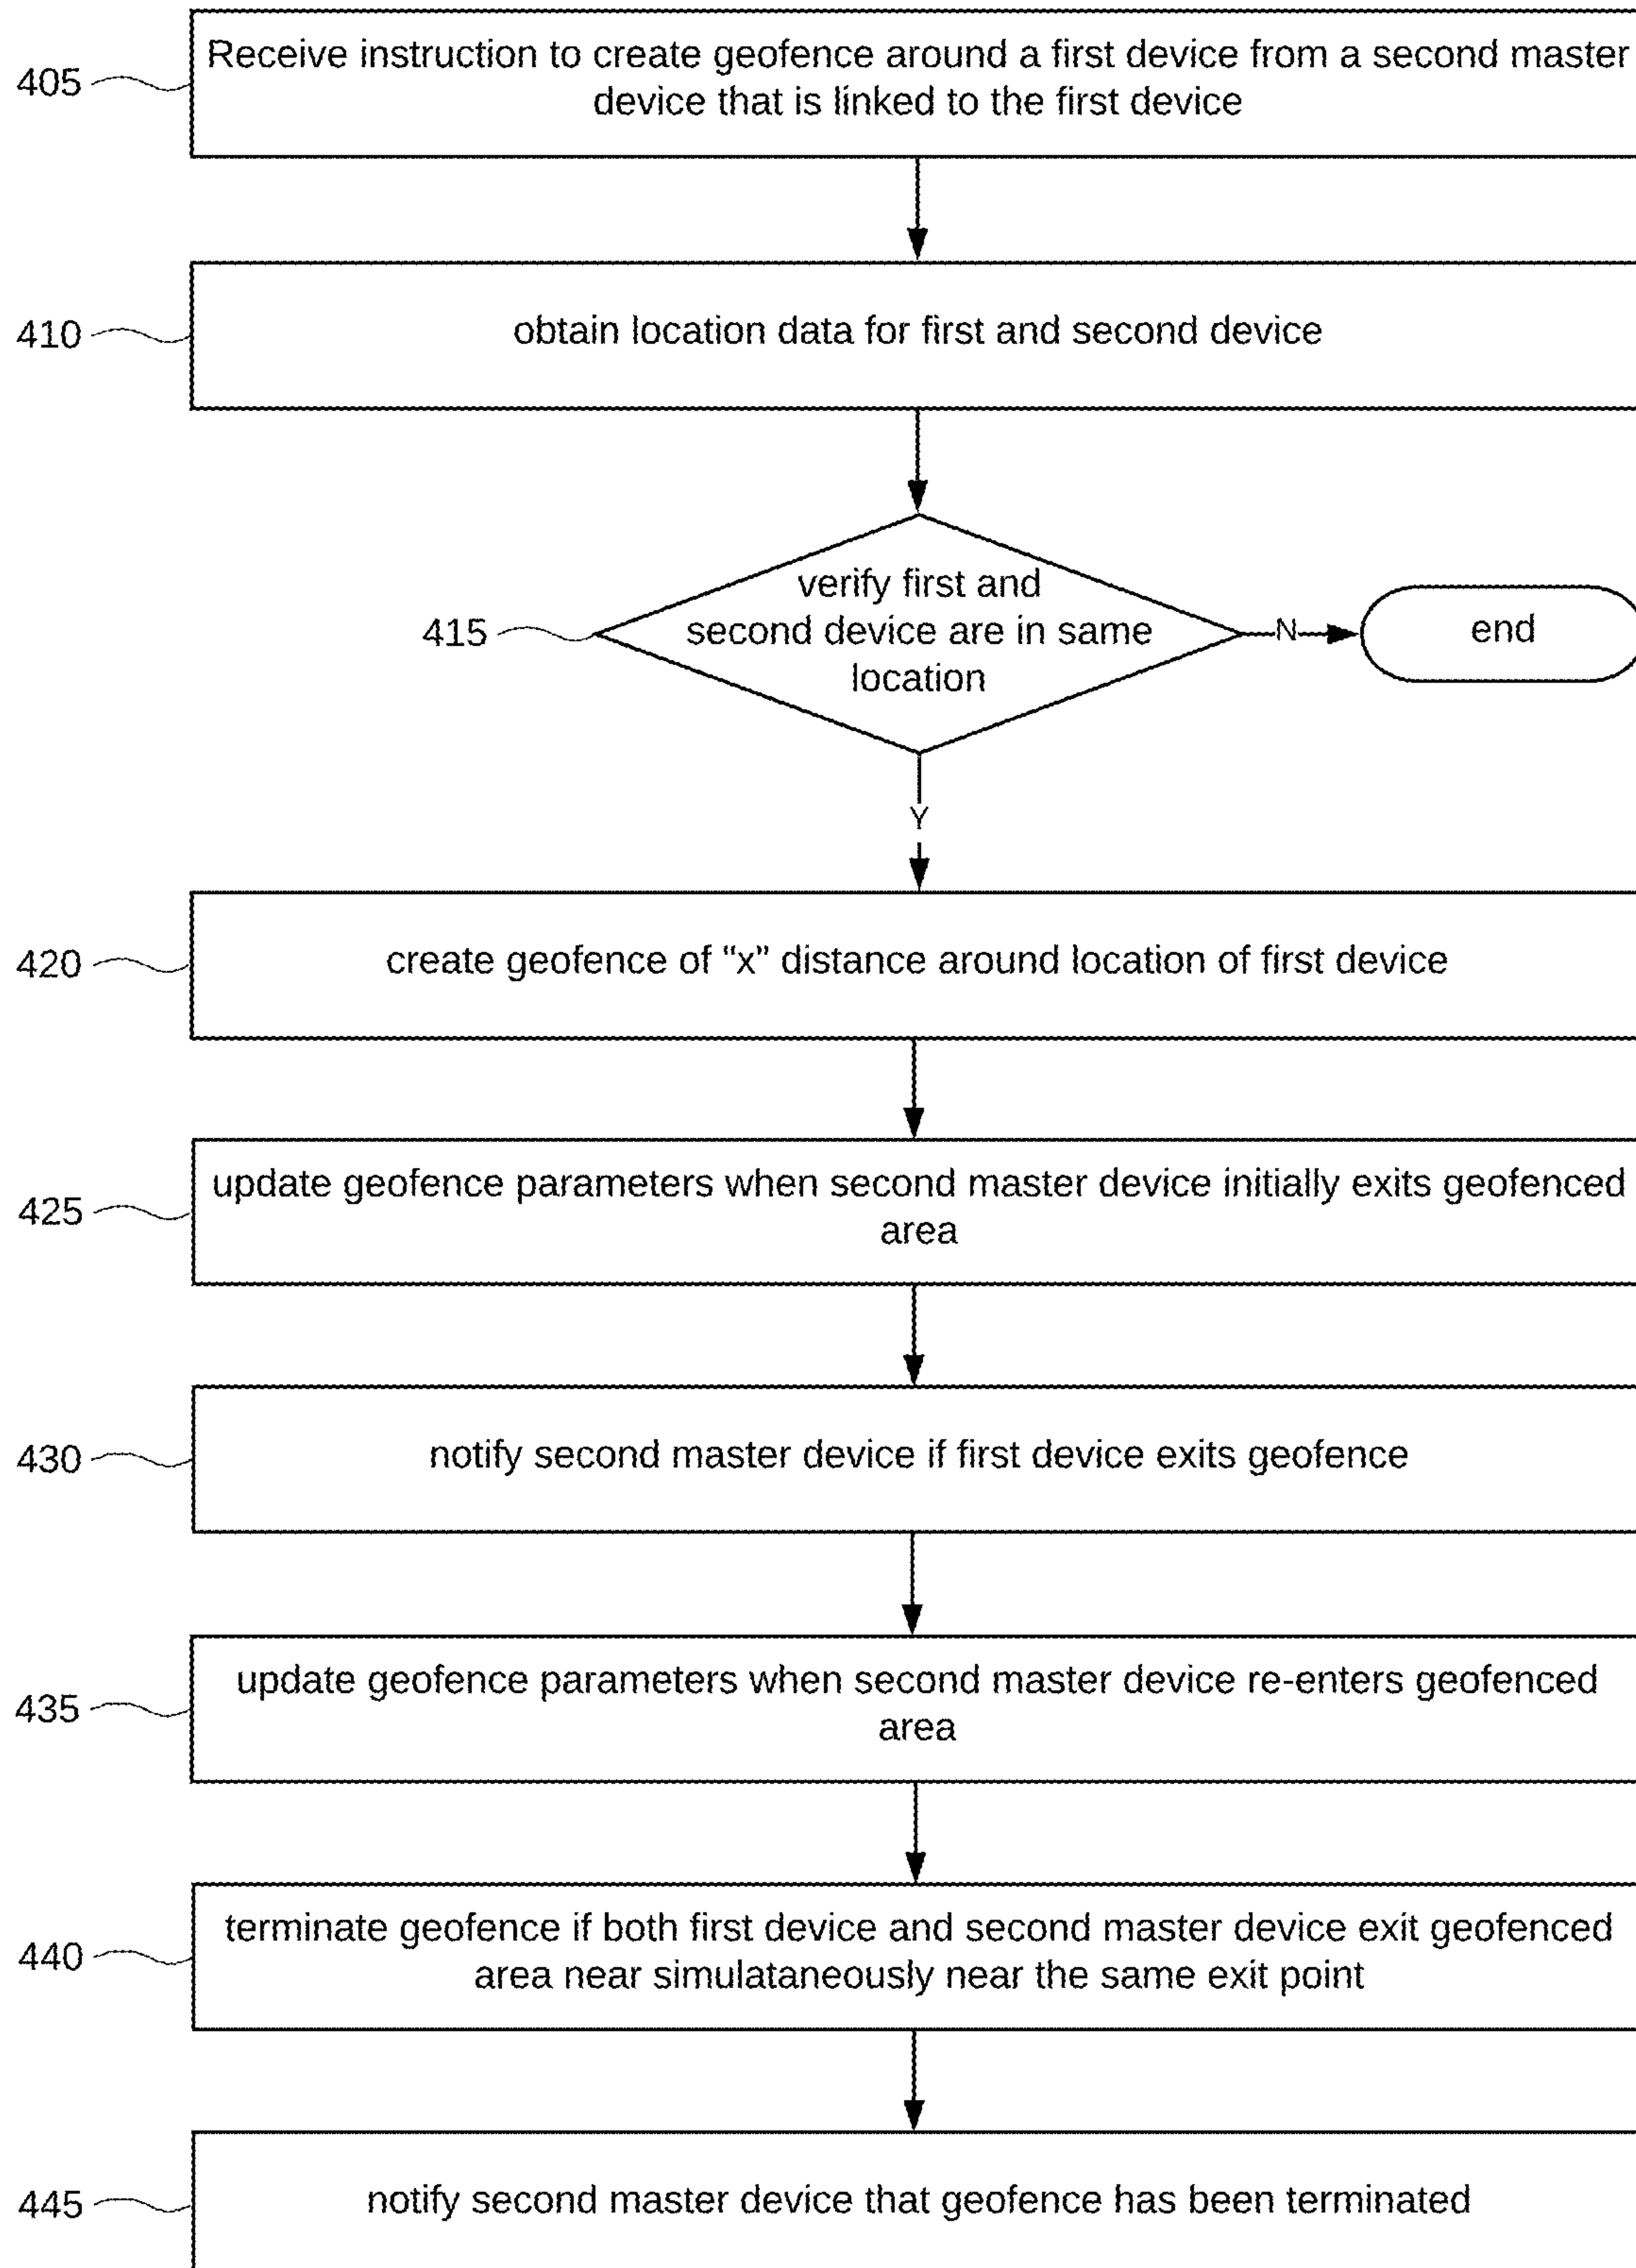 405
Receive instruction to create geofence around a first device from a second master
device that is linked to the first device
410
obtain location data for first and second device
415
verify first and
second device are in same
location
N
end
Y
420
create geofence of "x" distance around location of first device
425
update geofence parameters when second master device initially exits geofenced
area
430
notify second master device if first device exits geofence
435
update geofence parameters when second master device re-enters geofenced
area
440
terminate geofence if both first device and second master device exit geofenced
area near simulataneously near the same exit point
445
notify second master device that geofence has been terminated